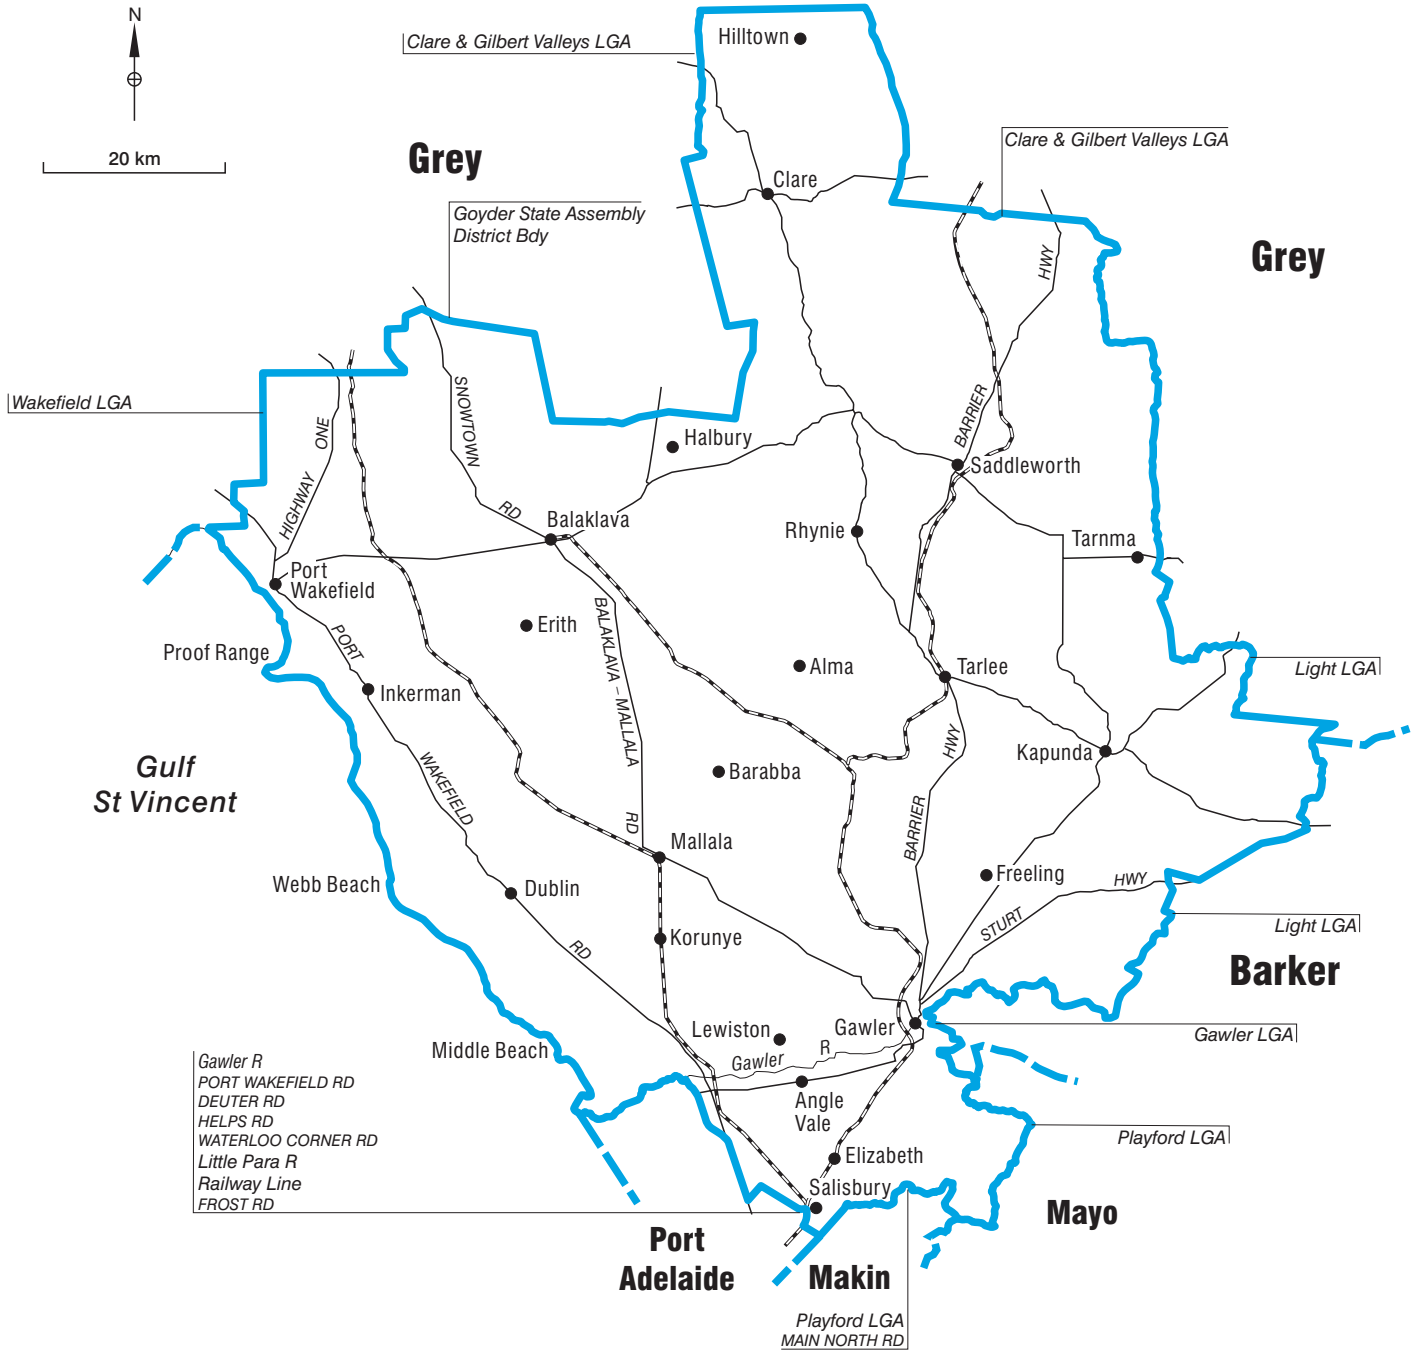 N
20 km
Clare & Gilbert Valleys LGA
Hilltown
Grey
Clare & Gilbert Valleys LGA
Clare
Goyder State Assembly
District Bdy
Grey
HWY
Wakefield LGA
SNOWTOWN
RD
ONE
HIGHWAY
BARRIER
Halbury
Saddleworth
Balaklava
Rhynie
Tarnma
Port
Wakefield
Erith
BALAKLAVA – MALLALA
RD
PORT
Proof Range
Inkerman
Alma
Tarlee
Light LGA
Gulf
St Vincent
WAKEFIELD
RD
Barabba
HWY
BARRIER
Kapunda
Mallala
Webb Beach
Dublin
Freeling
STURT
HWY
Light LGA
Korunye
Barker
Lewiston
Gawler
Gawler LGA
Middle Beach
Gawler
R
Angle
Vale
Gawler R
PORT WAKEFIELD RD
DEUTER RD
HELPS RD
WATERLOO CORNER RD
Little Para R
Railway Line
FROST RD
Playford LGA
Elizabeth
Salisbury
Mayo
Port
Adelaide
Makin
Playford LGA
MAIN NORTH RD